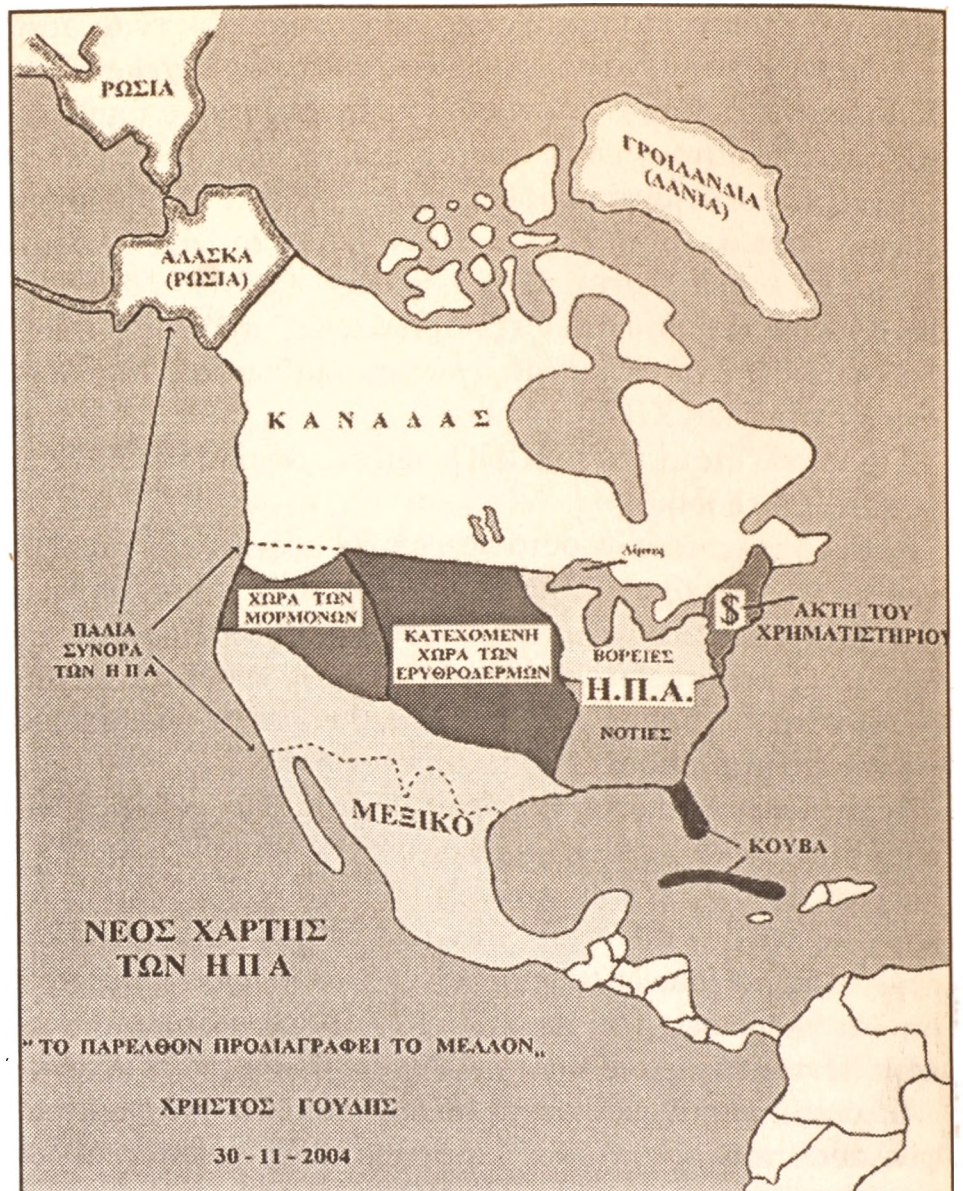 ΡΩΣΙΑ
ΓΡΟΙΛΑΝΔΙΑ
(ΔΑΝΙΑ)
ΑΛΑΣΚΑ
(ΡΩΣΙΑ)
ΚΑΝΑΔΑΣ
Λίμνες
ΧΩΡΑ ΤΩΝ
ΜΟΡΜΟΝΩΝ
$
ΑΚΤΗ ΤΟΥ
ΧΡΗΜΑΤΙΣΤΗΡΙΟΥ
ΠΑΛΙΑ
ΣΥΝΟΡΑ
ΤΩΝ Η Π Α
ΚΑΤΕΧΟΜΕΝΗ
ΧΩΡΑ ΤΩΝ
ΕΡΥΘΡΟΔΕΡΜΩΝ
ΒΟΡΕΙΕΣ
Η.Π.Α.
ΝΟΤΙΕΣ
ΜΕΞΙΚΟ
ΚΟΥΒΑ
ΝΕΟΣ ΧΑΡΤΗΣ
ΤΩΝ Η Π Α
" ΤΟ ΠΑΡΕΛΘΟΝ ΠΡΟΔΙΑΓΡΑΦΕΙ ΤΟ ΜΕΛΛΟΝ „
ΧΡΗΣΤΟΣ ΓΟΥΔΗΣ
30 - 11 - 2004